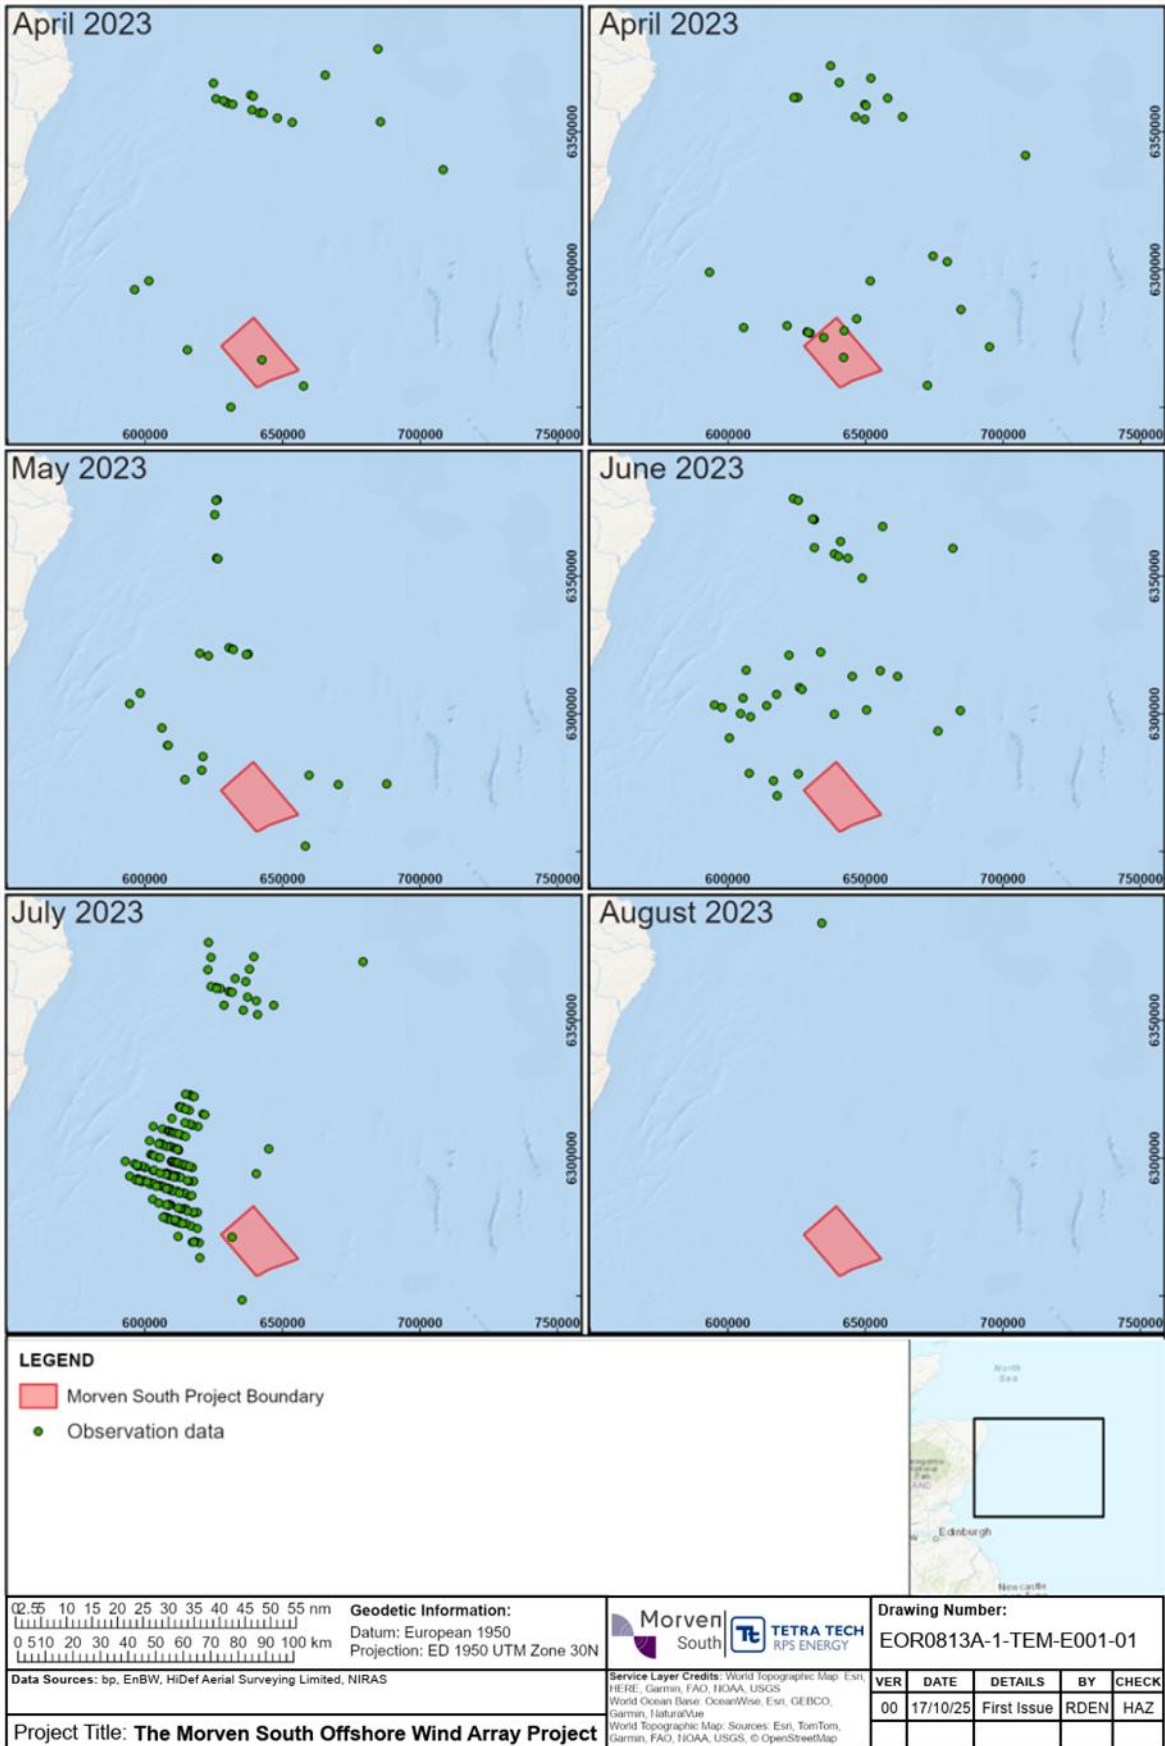 April 2023
April 2023
6350000
6350000
6300000
6300000
600000 650000 700000 750000
600000 650000 700000 750000
May 2023
June 2023
6350000
6350000
6300000
6300000
600000 650000 700000 750000
600000 650000 700000 750000
July 2023
August 2023
6350000
6350000
6300000
6300000
600000 650000 700000 750000
600000 650000 700000 750000
LEGEND
Morven South Project Boundary
Observation data
North
Sea
Edinburgh
Newcastle
02.55 10 15 20 25 30 35 40 45 50 55 nm
0 510 20 30 40 50 60 70 80 90 100 km
Geodetic Information:
Datum: European 1950
Projection: ED 1950 UTM Zone 30N
Morven
South
Tt
TETRA TECH
RPS ENERGY
Drawing Number:
EOR0813A-1-TEM-E001-01
Data Sources: bp, EnBW, HiDef Aerial Surveying Limited, NIRAS
Service Layer Credits: World Topographic Map: Esri,
HERE, Garmin, FAO, NOAA, USGS
World Ocean Base: OceanWise, Esri, GEBCO,
Garmin, NaturalVue
World Topographic Map: Sources: Esri, TomTom,
Garmin, FAO, NOAA, USGS, © OpenStreetMap
VER DATE DETAILS BY CHECK
00 17/10/25 First Issue RDEN HAZ
Project Title: The Morven South Offshore Wind Array Project